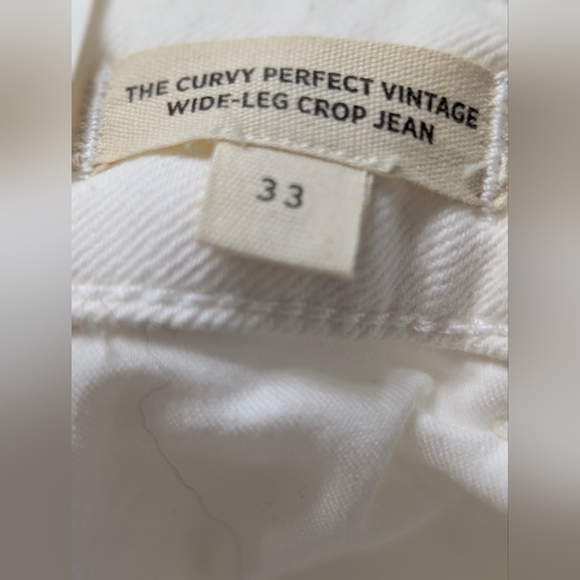 THE CURVY PERFECT VINTAGE
WIDE-LEG CROP JEAN
33